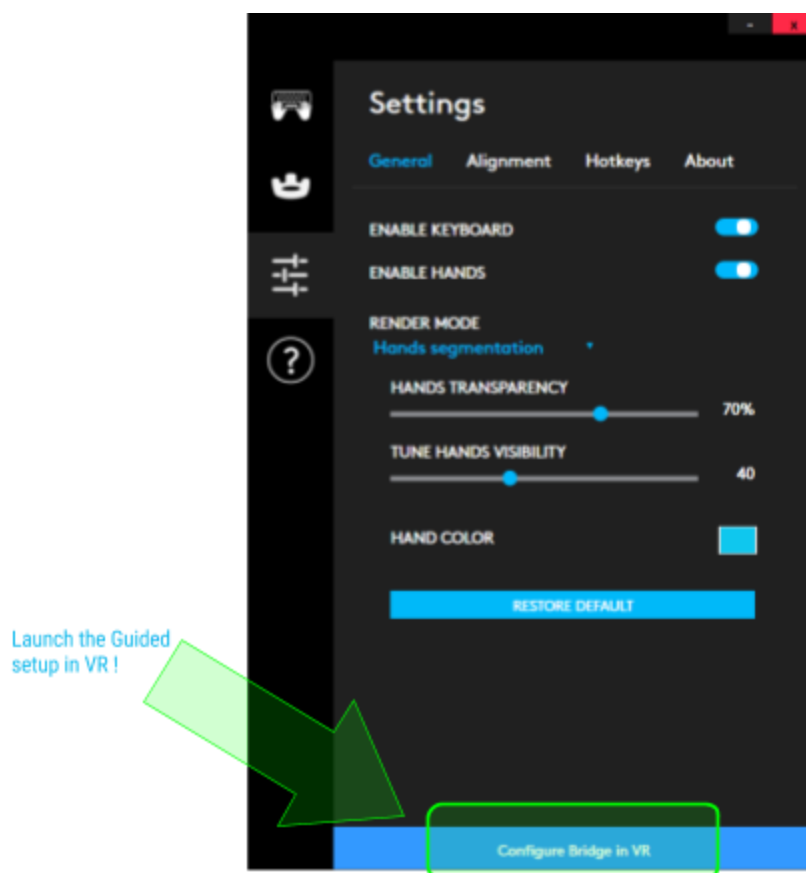 - x
Settings
General Alignment Hotkeys About
ENABLE KEYBOARD
ENABLE HANDS
?
RENDER MODE
Hands segmentation
HANDS TRANSPARENCY
70%
TUNE HANDS VISIBILITY
40
HAND COLOR
RESTORE DEFAULT
Launch the Guided
setup in VR !
Configure Bridge in VR